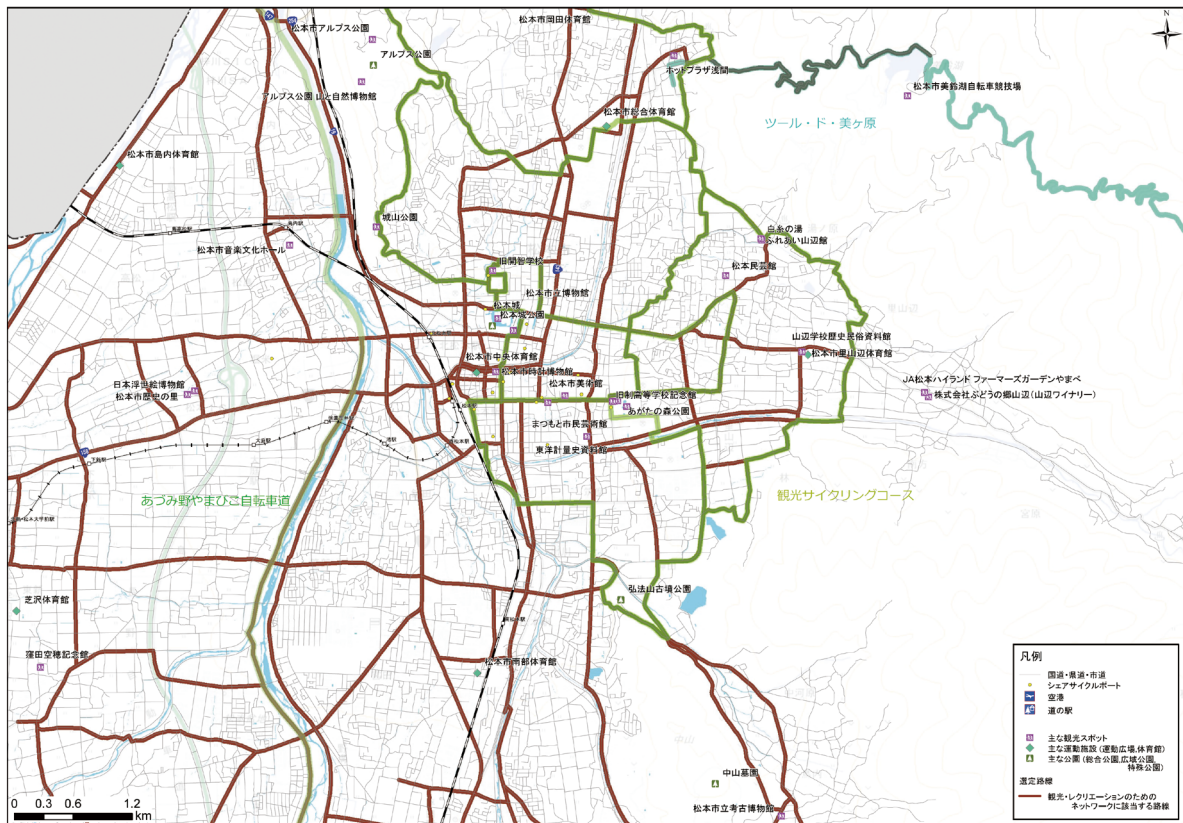 N
松本市アルプス公園
松本市岡田体育館
アルプス公園
ホットプラザ浅間
アルプス公園 山と自然博物館
松本市美鈴湖自転車競技場
松本市総合体育館
ツール・ド・美ヶ原
松本市島内体育館
城山公園
白糸の湯
ふれあい山辺館
松本市音楽文化ホール
旧開智学校
松本民芸館
松本市立博物館
松本城
松本城公園
山辺学校歴史民俗資料館
松本市里山辺体育館
松本市中央体育館
松本市時計博物館
日本浮世絵博物館
松本市歴史の里
松本市美術館
JA松本ハイランド ファーマーズガーデンやまべ
株式会社ぶどうの郷山辺(山辺ワイナリー)
旧制高等学校記念館
あがたの森公園
まつもと市民芸術館
東洋計量史資料館
あづみ野やまびこ自転車道
観光サイクリングコース
芝沢体育館
弘法山古墳公園
窪田空穂記念館
松本市南部体育館
中山墓園
松本市立考古博物館
凡例
国道・県道・市道
シェアサイクルポート
空港
道の駅
主な観光スポット
主な運動施設(運動広場,体育館)
主な公園(総合公園,広域公園,
特殊公園)
選定路線
観光・レクリエーションのための
ネットワークに該当する路線
0 0.3 0.6 1.2
km